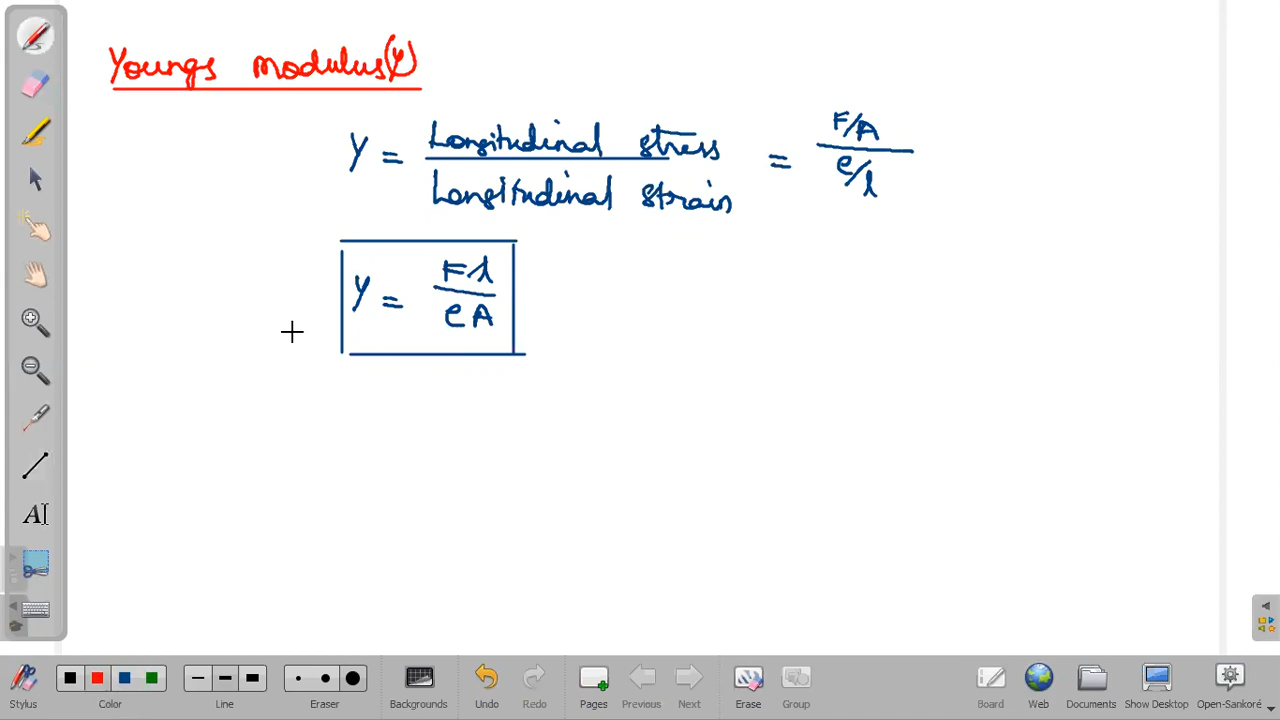 Youngs modulus(Y)
Y = Longitudinal stress / Longitudinal strain = F/A / e/l
Y = Fl / eA
A
Stylus Color Line Eraser Backgrounds Undo Redo Pages Previous Next Erase Group Board Web Documents Show Desktop Open-Sankoré